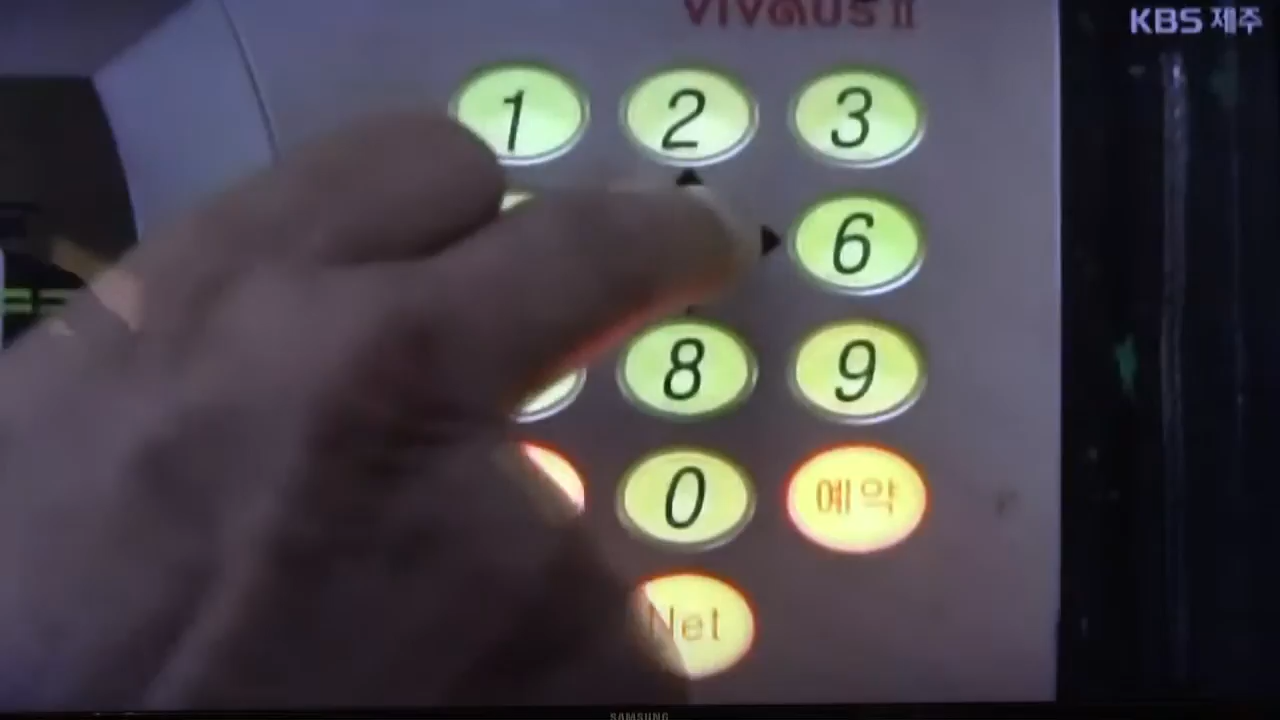 VIVAUS II
KBS 제주
1 2 3
6
8 9
0 예약
Net
SAMSUNG